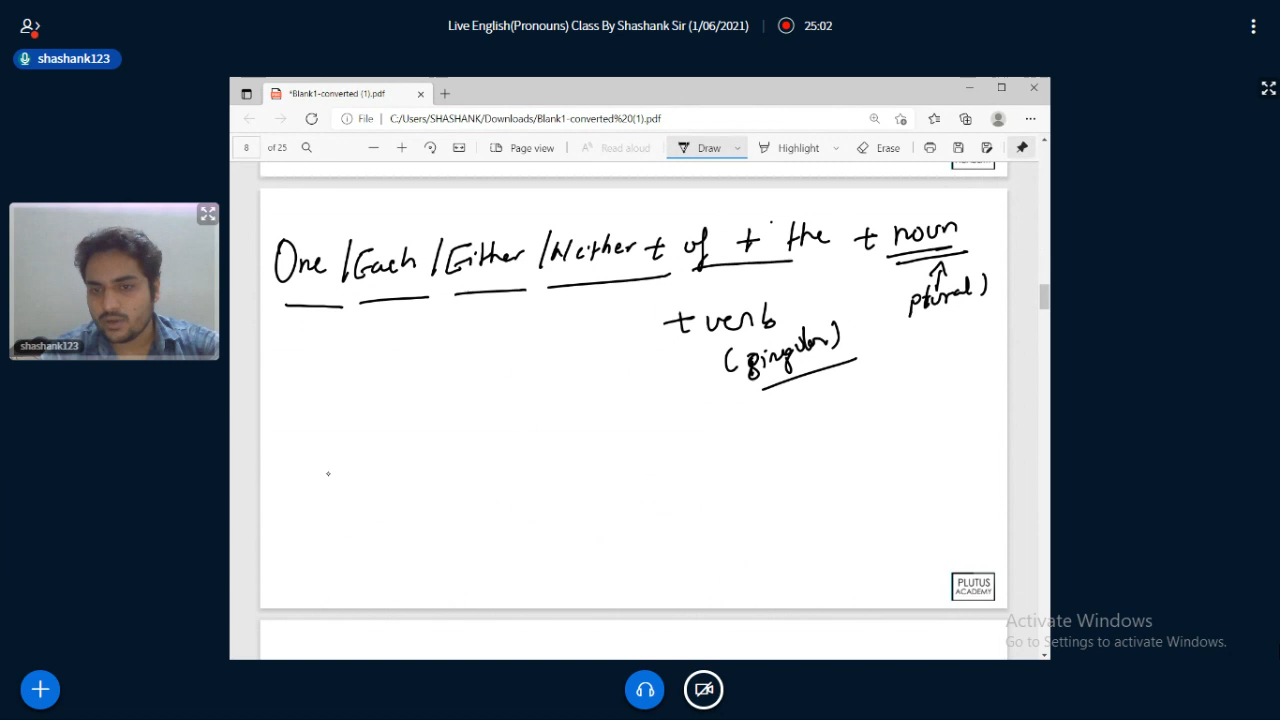 Live English(Pronouns) Class By Shashank Sir (1/06/2021) | 25:02
shashank123
*Blank1-converted (1).pdf
File | C:/Users/SHASHANK/Downloads/Blank1-converted%20(1).pdf
8 of 25 Page view Read aloud Draw Highlight Erase
ACADEMY
One /Each /Either /Neither + of + the + noun
plural)
+ verb
(singular)
shashank123
PLUTUS
ACADEMY
Activate Windows
Go to Settings to activate Windows.